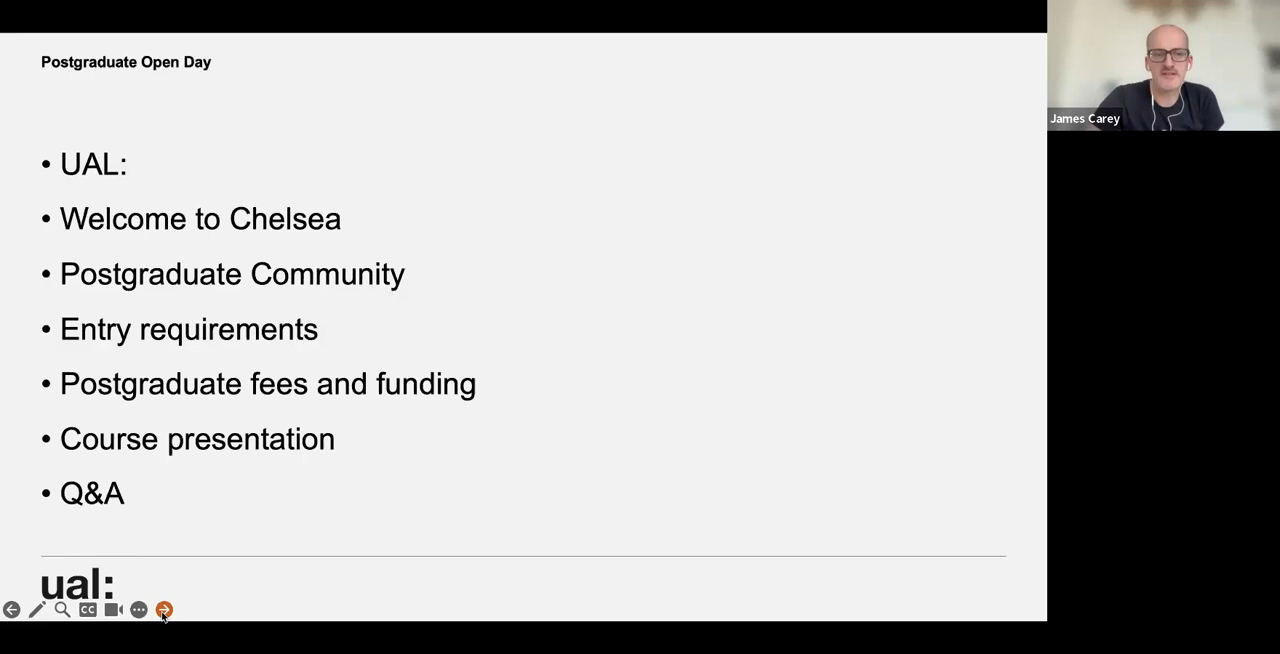 Postgraduate Open Day
James Carey
• UAL:
• Welcome to Chelsea
• Postgraduate Community
• Entry requirements
• Postgraduate fees and funding
• Course presentation
• Q&A
ual:
CC